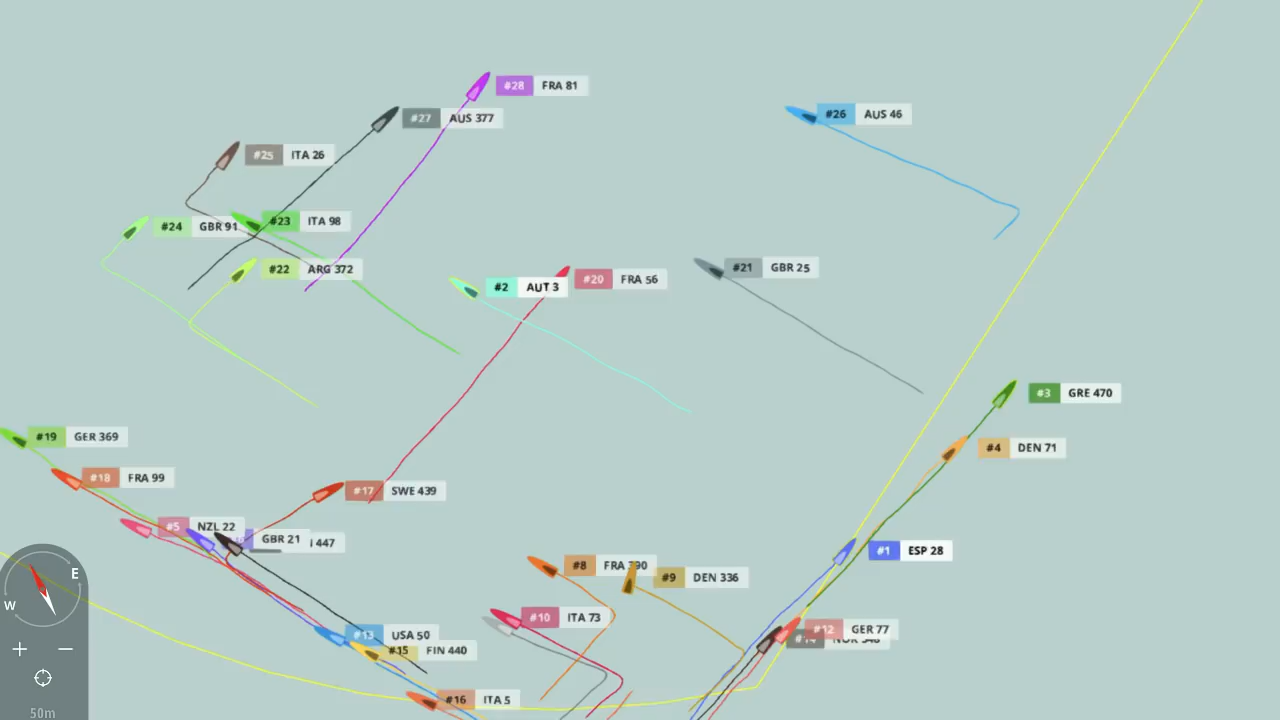 #28 FRA 81
#26 AUS 46
#27 AUS 377
#25 ITA 26
#23 ITA 98
#24 GBR 91
#22 ARG 372
#21 GBR 25
#20 FRA 56
#2 AUT 3
#3 GRE 470
#19 GER 369
#4 DEN 71
#18 FRA 99
#17 SWE 439
#5 NZL 22
GBR 21
447
#1 ESP 28
#8 FRA
#9 DEN 336
E
W
#10 ITA 73
#12 GER 77
#13 USA 50
#15 FIN 440
#16 ITA 5
50m